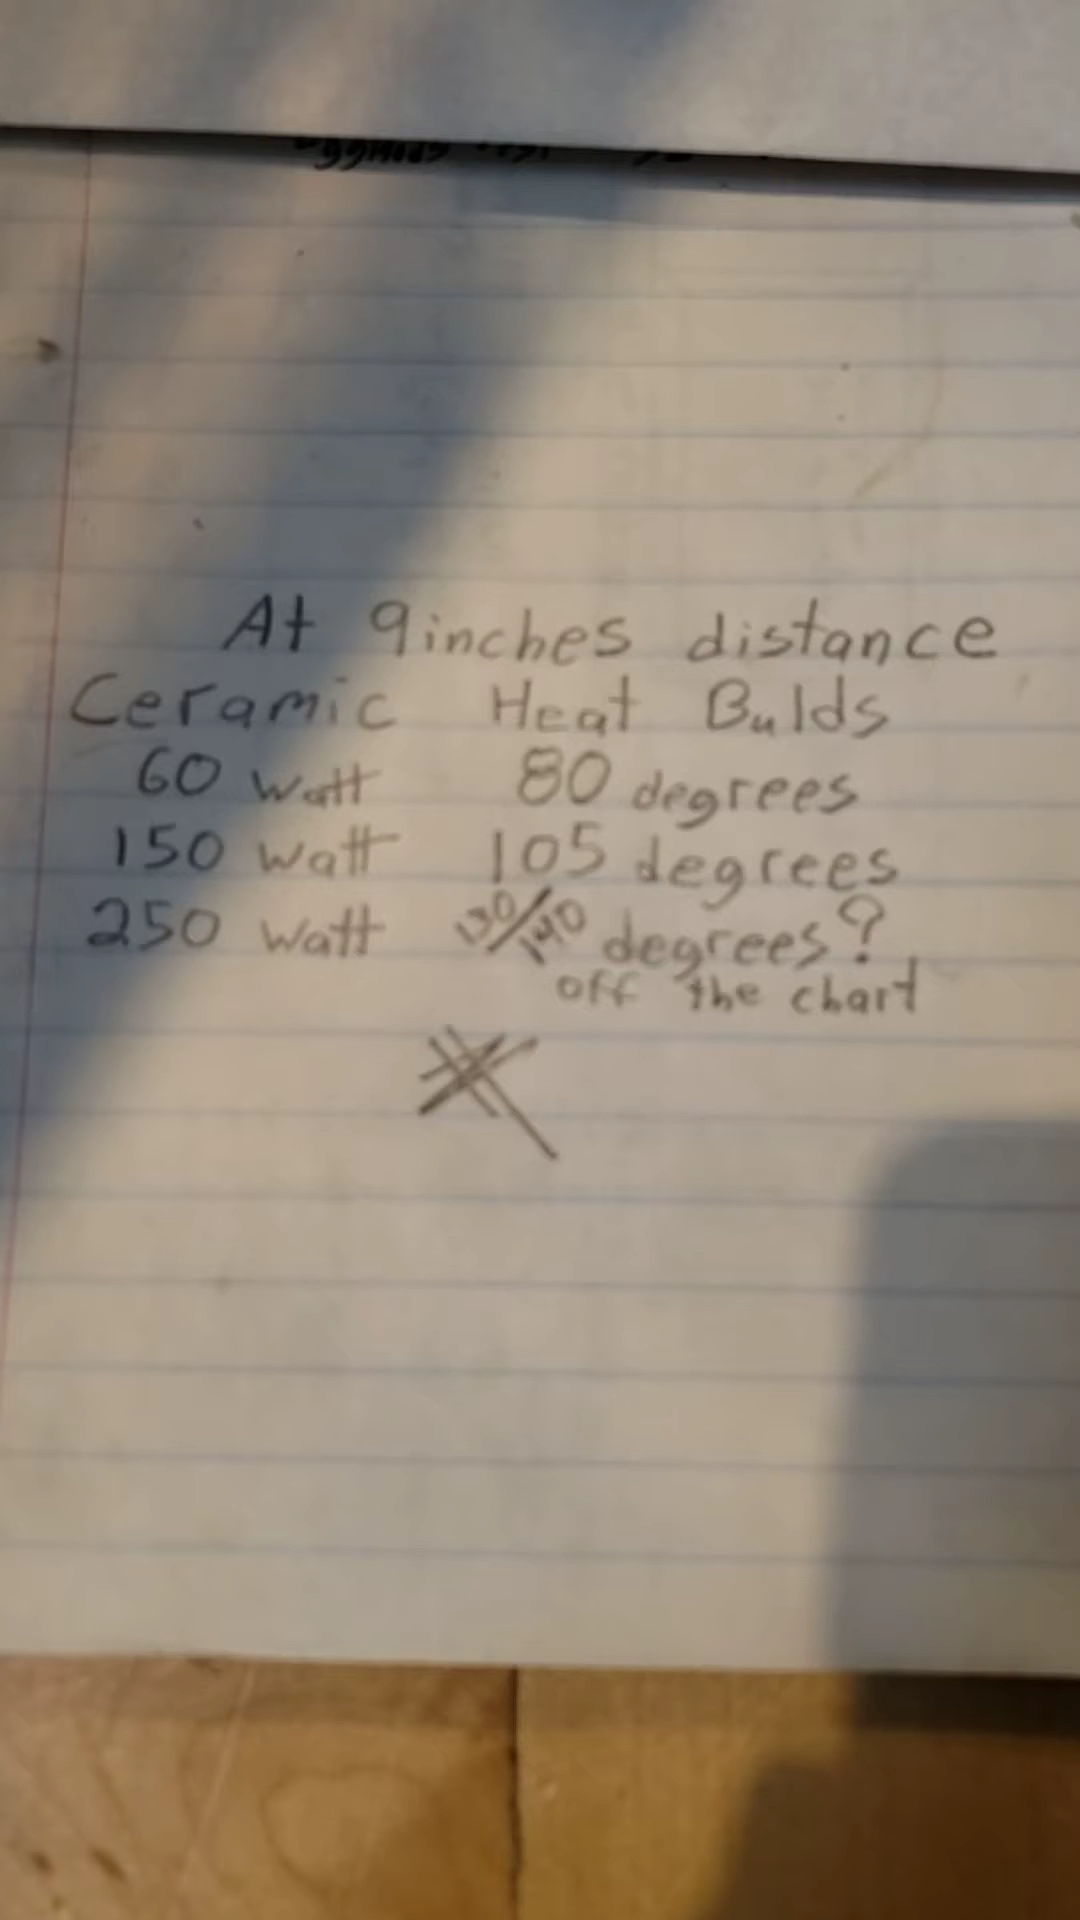 At 9inches distance
Ceramic Heat Bulds
60 watt 80 degrees
150 watt 105 degrees
250 watt 130/140 degrees?
off the chart